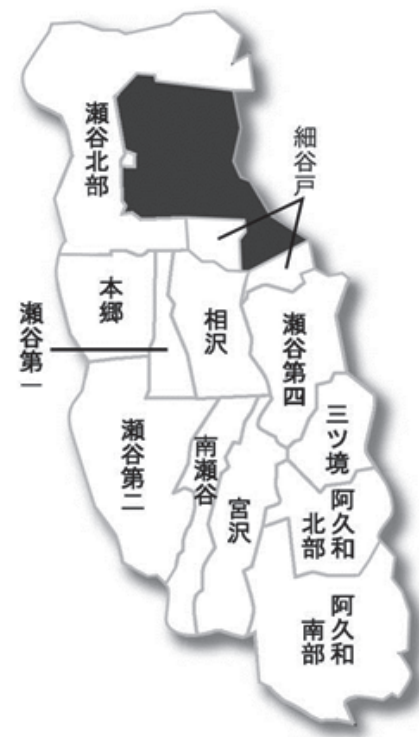 瀬谷北部
細谷戸
本郷
瀬谷第一
相沢
瀬谷第四
瀬谷第二
南瀬谷
宮沢
三ツ境
阿久和
北部
阿久和
南部